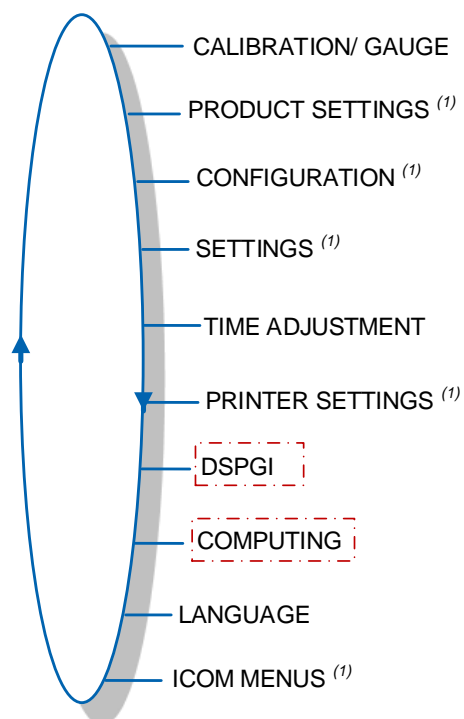 CALIBRATION/ GAUGE
PRODUCT SETTINGS (1)
CONFIGURATION (1)
SETTINGS (1)
TIME ADJUSTMENT
PRINTER SETTINGS (1)
DSPGI
COMPUTING
LANGUAGE
ICOM MENUS (1)